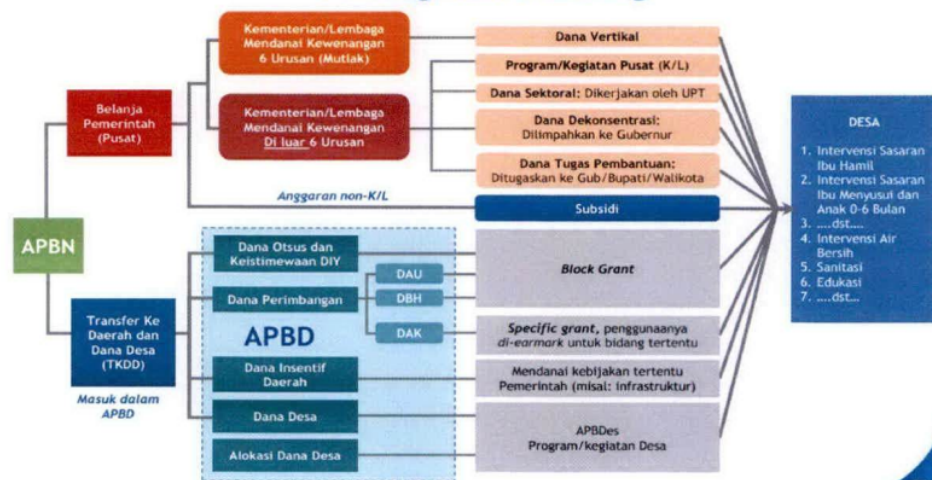 Kementerian/Lembaga
Mendanai Kewenangan
6 Urusan (Mutlak)
Dana Vertikal
Program/Kegiatan Pusat (K/L)
Belanja
Pemerintah
(Pusat)
Dana Sektoral: Dikerjakan oleh UPT
Kementerian/Lembaga
Mendanai Kewenangan
Di luar 6 Urusan
Dana Dekonsentrasi:
Dilimpahkan ke Gubernur
Dana Tugas Pembantuan:
Ditugaskan ke Gub/Bupati/Walikota
Anggaran non-K/L
Subsidi
DESA
1. Intervensi Sasaran
Ibu Hamil
2. Intervensi Sasaran
Ibu Menyusui dan
Anak 0-6 Bulan
3. ....dst....
4. Intervensi Air
Bersih
5. Sanitasi
6. Edukasi
7. ....dst...
APBN
Dana Otsus dan
Keistimewaan DIY
DAU
Block Grant
Dana Perimbangan
DBH
Transfer Ke
Daerah dan
Dana Desa
(TKDD)
APBD
DAK
Specific grant, penggunaanya
di-earmark untuk bidang tertentu
Dana Insentif
Daerah
Mendanai kebijakan tertentu
Pemerintah (misal: infrastruktur)
Masuk dalam
APBD
Dana Desa
APBDes
Program/kegiatan Desa
Alokasi Dana Desa